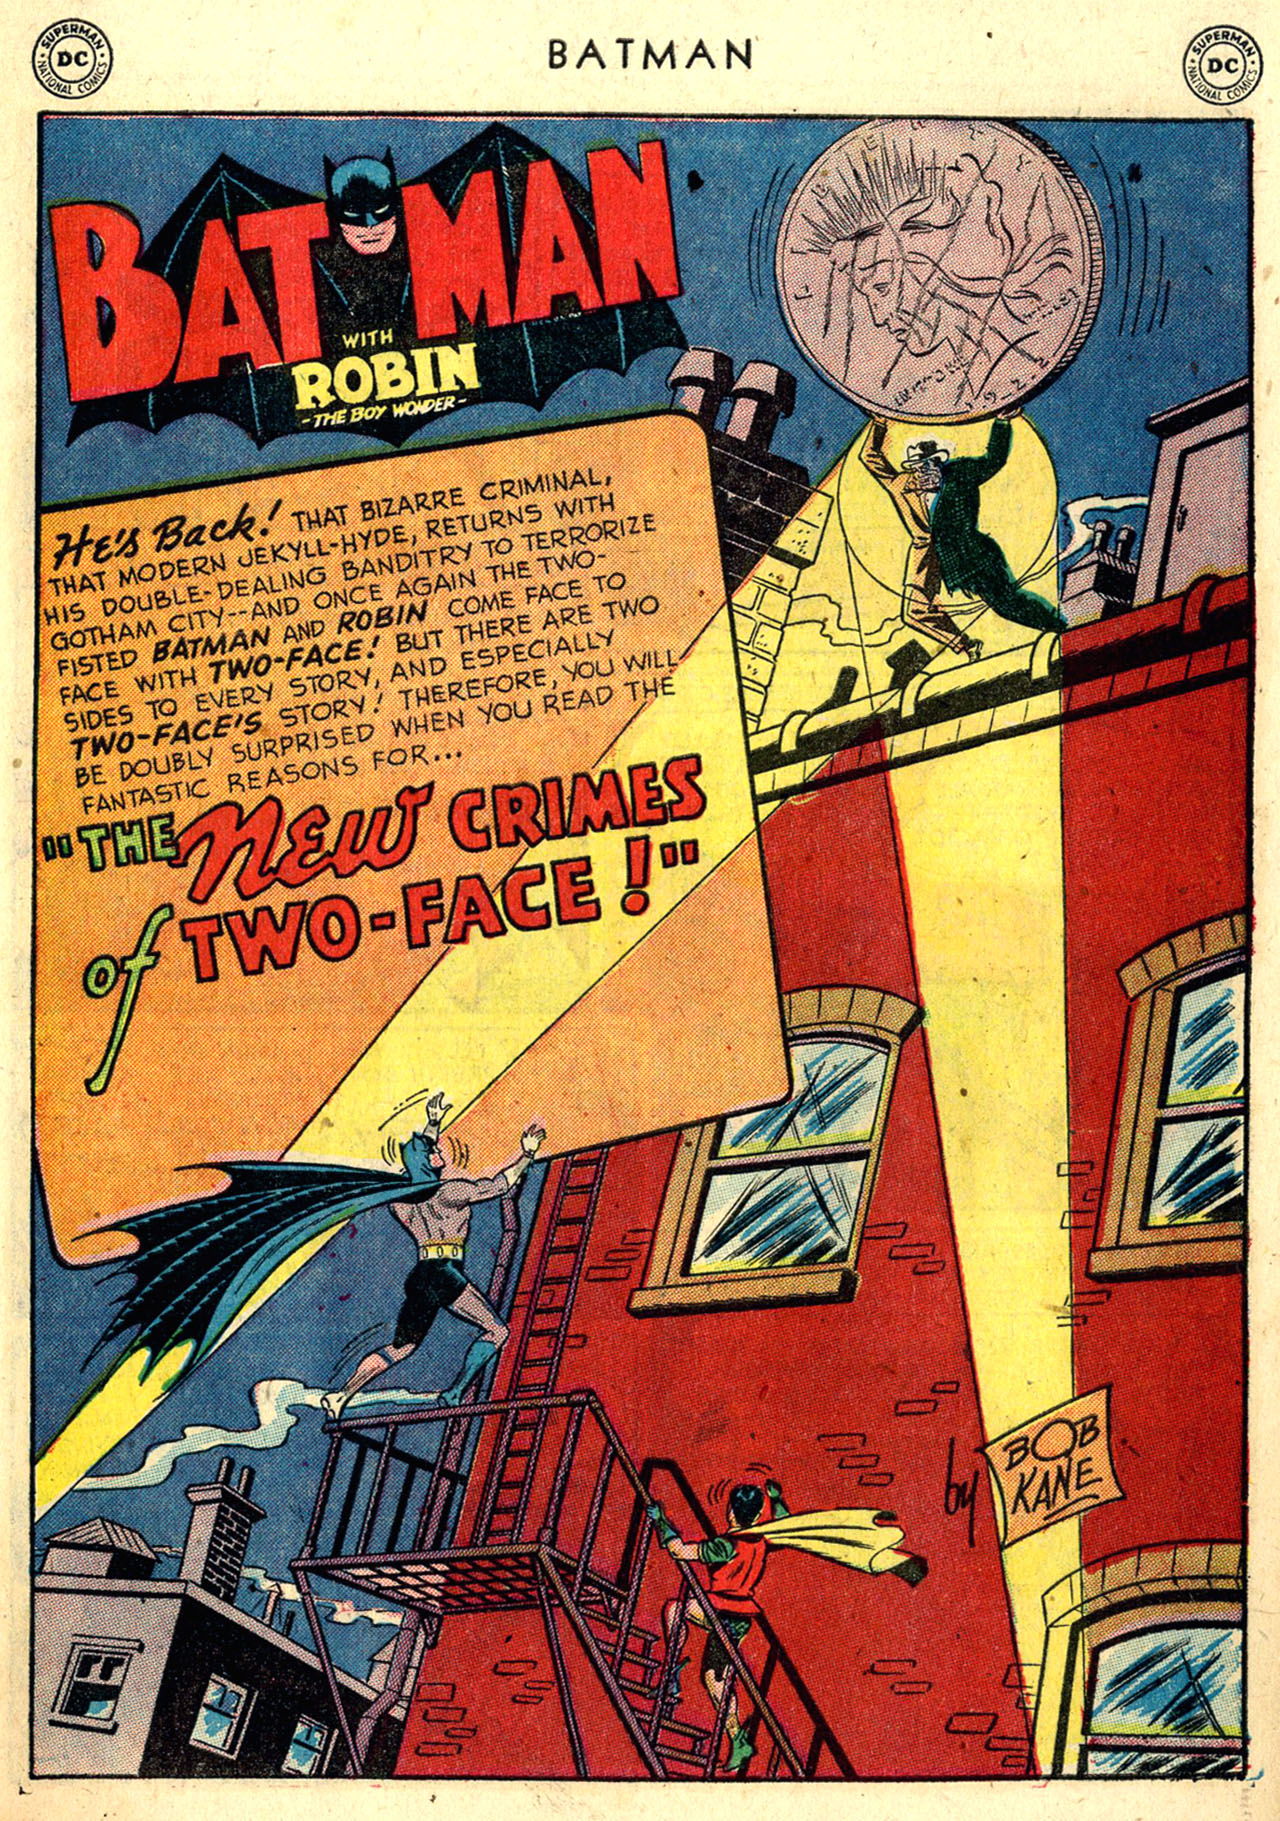 SUPERMAN
DC
NATIONAL COMICS
BATMAN
SUPERMAN
DC
NATIONAL COMICS
BATMAN
WITH
ROBIN
-THE BOY WONDER-
He's Back! THAT BIZARRE CRIMINAL,
THAT MODERN JEKYLL-HYDE, RETURNS WITH
HIS DOUBLE-DEALING BANDITRY TO TERRORIZE
GOTHAM CITY--AND ONCE AGAIN THE TWO-
FISTED BATMAN AND ROBIN COME FACE TO
FACE WITH TWO-FACE! BUT THERE ARE TWO
SIDES TO EVERY STORY, AND ESPECIALLY
TWO-FACE'S STORY! THEREFORE, YOU WILL
BE DOUBLY SURPRISED WHEN YOU READ THE
FANTASTIC REASONS FOR...
"THE New CRIMES
of TWO-FACE!"
1922
by BOB
KANE